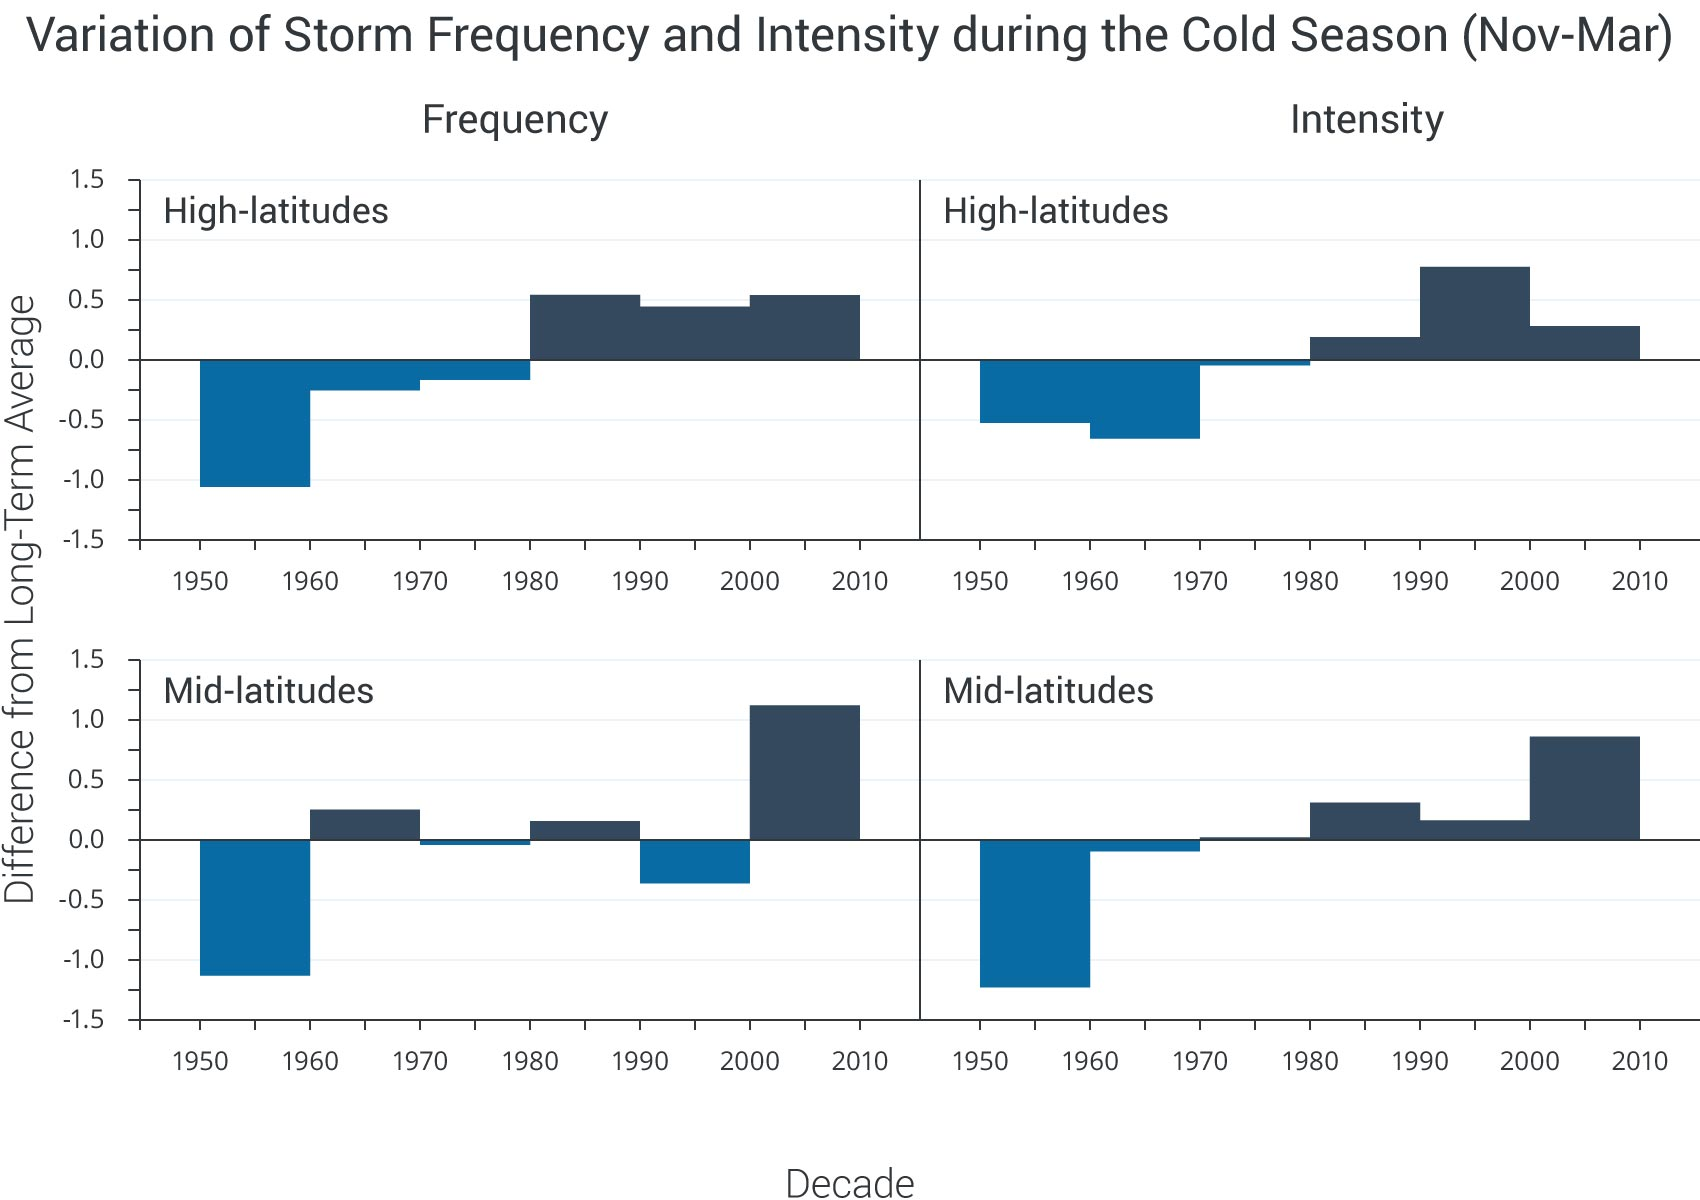 Variation of Storm Frequency and Intensity during the Cold Season (Nov-Mar)
Frequency
Intensity
Difference from Long-Term Average
1.5
1.0
0.5
0.0
-0.5
-1.0
-1.5
High-latitudes
1950 1960 1970 1980 1990 2000 2010
High-latitudes
1950 1960 1970 1980 1990 2000 2010
1.5
1.0
0.5
0.0
-0.5
-1.0
-1.5
Mid-latitudes
1950 1960 1970 1980 1990 2000 2010
Mid-latitudes
1950 1960 1970 1980 1990 2000 2010
Decade